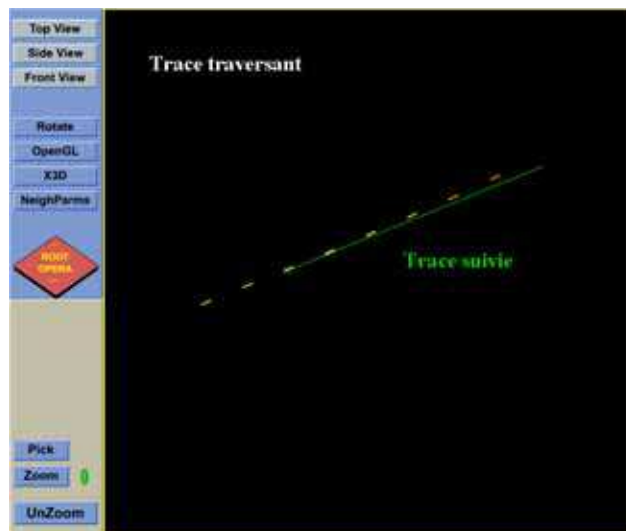 Top View
Side View
Front View
Rotate
OpenGL
X3D
NeighParms
ROOT
OPERA
Pick
Zoom
UnZoom
Trace traversant
Trace suivie